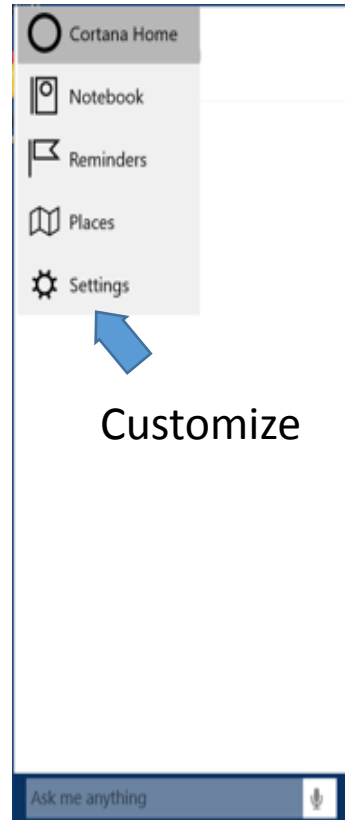 Cortana Home
Notebook
Reminders
Places
Settings
Customize
Ask me anything